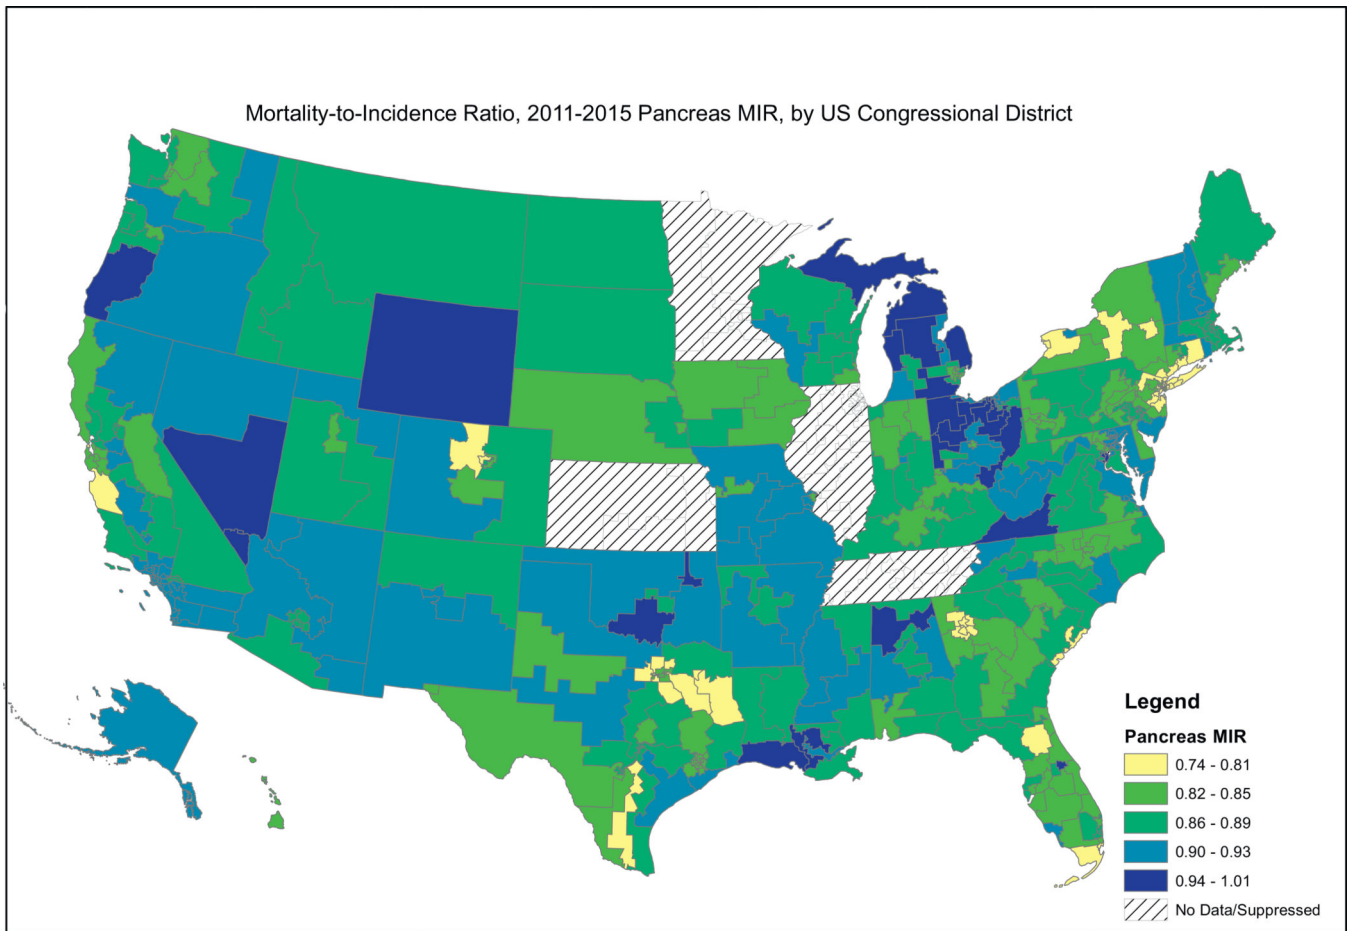 Mortality-to-Incidence Ratio, 2011-2015 Pancreas MIR, by US Congressional District
Legend
Pancreas MIR
0.74 - 0.81
0.82 - 0.85
0.86 - 0.89
0.90 - 0.93
0.94 - 1.01
No Data/Suppressed